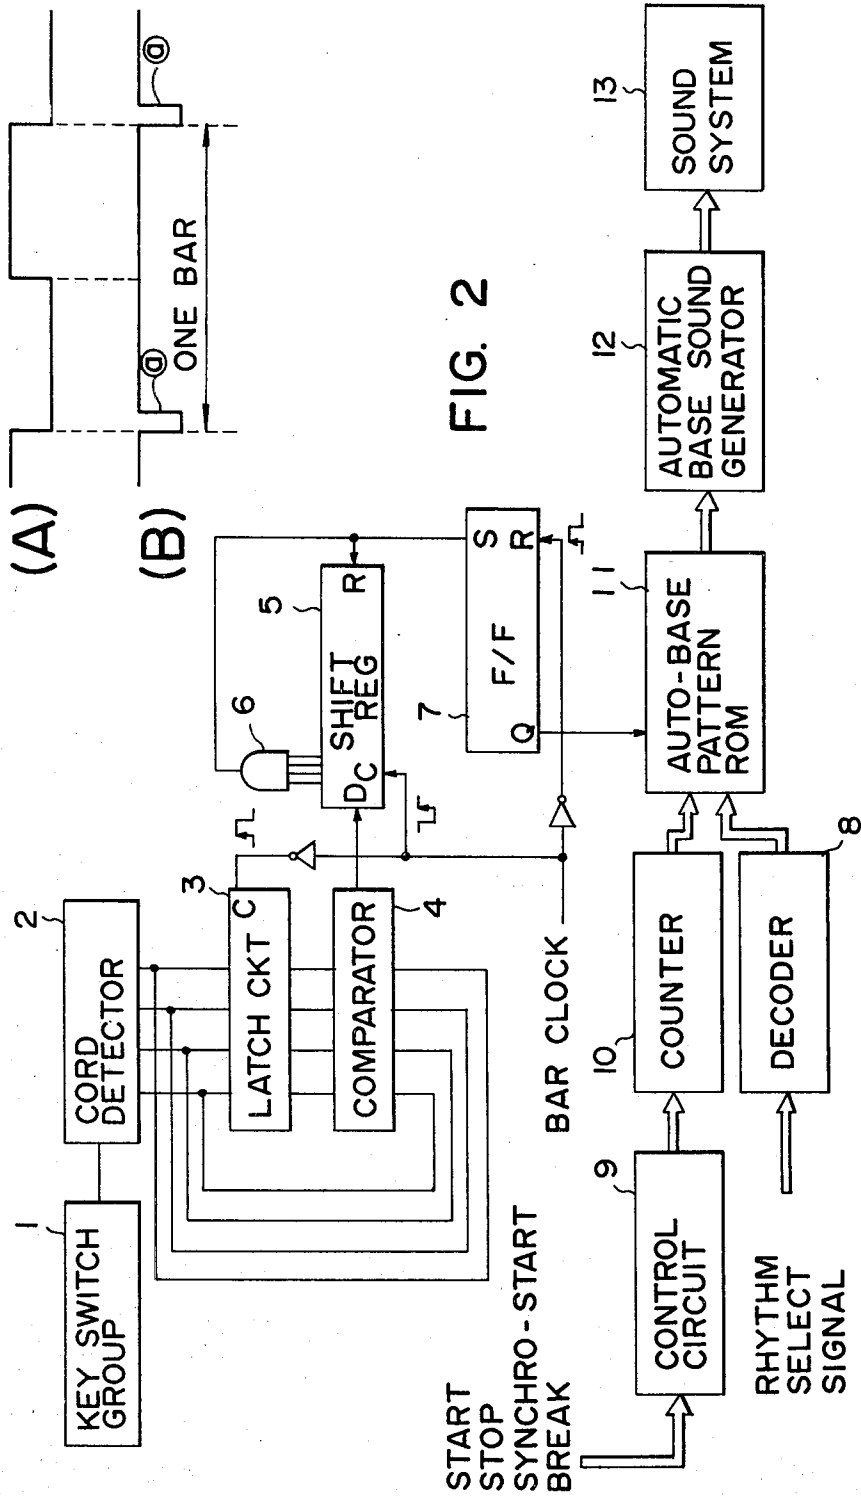 (A)
(B)
ⓐ
ⓐ
ONE BAR
FIG. 2
1
KEY SWITCH
GROUP
2
CORD
DETECTOR
3
LATCH CKT
C
4
COMPARATOR
5
SHIFT
REG
D
C
R
6
7
F/F
S
R
Q
BAR CLOCK
START
STOP
SYNCHRO-START
BREAK
9
CONTROL
CIRCUIT
10
COUNTER
RHYTHM
SELECT
SIGNAL
8
DECODER
11
AUTO-BASE
PATTERN
ROM
12
AUTOMATIC
BASE SOUND
GENERATOR
13
SOUND
SYSTEM